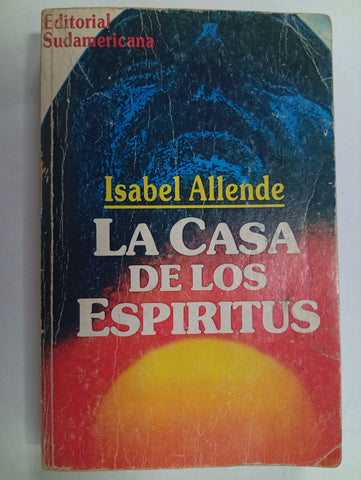 Editorial
Sudamericana
Isabel Allende
LA CASA
DE LOS
ESPIRITUS